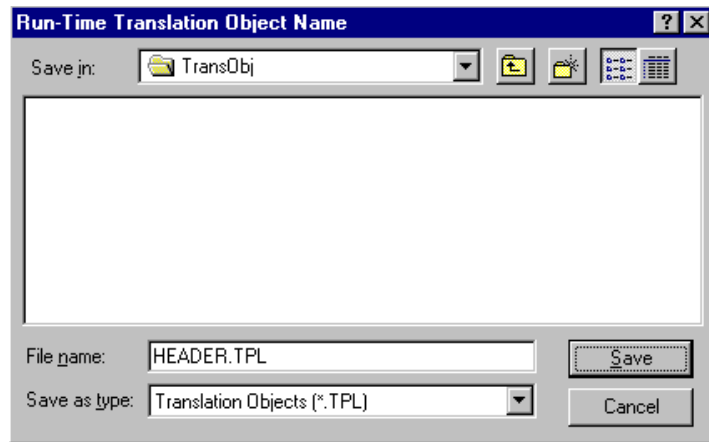 Run-Time Translation Object Name
Save in: TransObj
File name: HEADER.TPL Save
Save as type: Translation Objects (*.TPL) Cancel